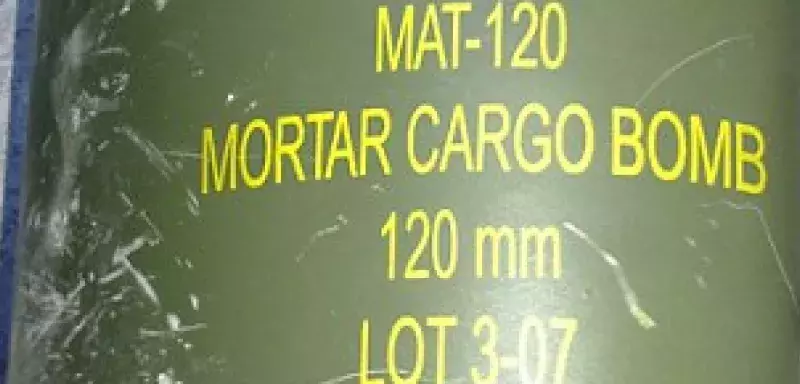 MAT-120
MORTAR CARGO BOMB
120 mm
LOT 3-07